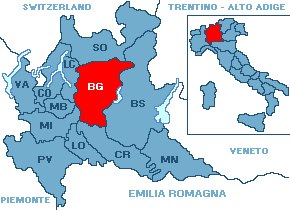 SWITZERLAND
TRENTINO - ALTO ADIGE
SO
LC
BG
VA
CO
BS
MB
MI
LO
CR
PV
MN
VENETO
EMILIA ROMAGNA
PIEMONTE